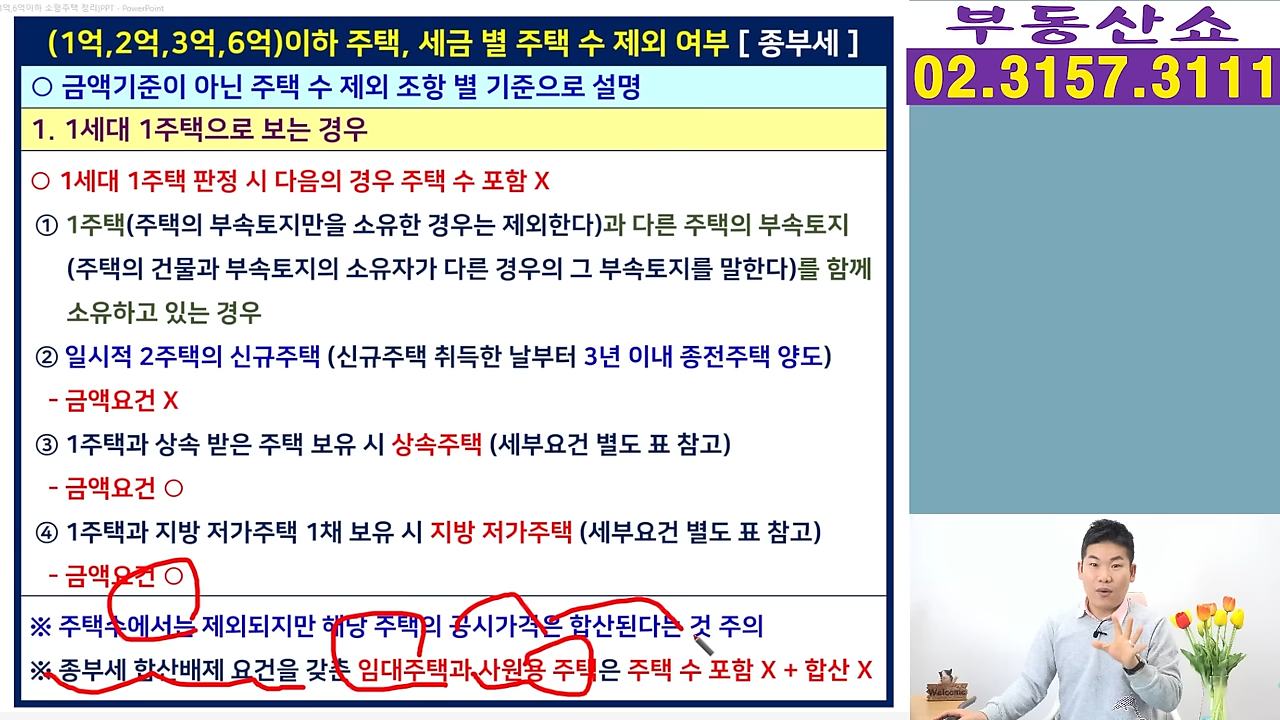 억,6억이하 소형주택 정리)PPT - PowerPoint
(1억,2억,3억,6억)이하 주택, 세금 별 주택 수 제외 여부 [ 종부세 ]
○ 금액기준이 아닌 주택 수 제외 조항 별 기준으로 설명
1. 1세대 1주택으로 보는 경우
○ 1세대 1주택 판정 시 다음의 경우 주택 수 포함 X
① 1주택(주택의 부속토지만을 소유한 경우는 제외한다)과 다른 주택의 부속토지
(주택의 건물과 부속토지의 소유자가 다른 경우의 그 부속토지를 말한다)를 함께
소유하고 있는 경우
② 일시적 2주택의 신규주택 (신규주택 취득한 날부터 3년 이내 종전주택 양도)
- 금액요건 X
③ 1주택과 상속 받은 주택 보유 시 상속주택 (세부요건 별도 표 참고)
- 금액요건 ○
④ 1주택과 지방 저가주택 1채 보유 시 지방 저가주택 (세부요건 별도 표 참고)
- 금액요건 ○
※ 주택수에서는 제외되지만 해당 주택의 공시가격은 합산된다는 것 주의
※ 종부세 합산배제 요건을 갖춘 임대주택과 사원용 주택은 주택 수 포함 X + 합산 X
부동산쇼
02.3157.3111
Welcome